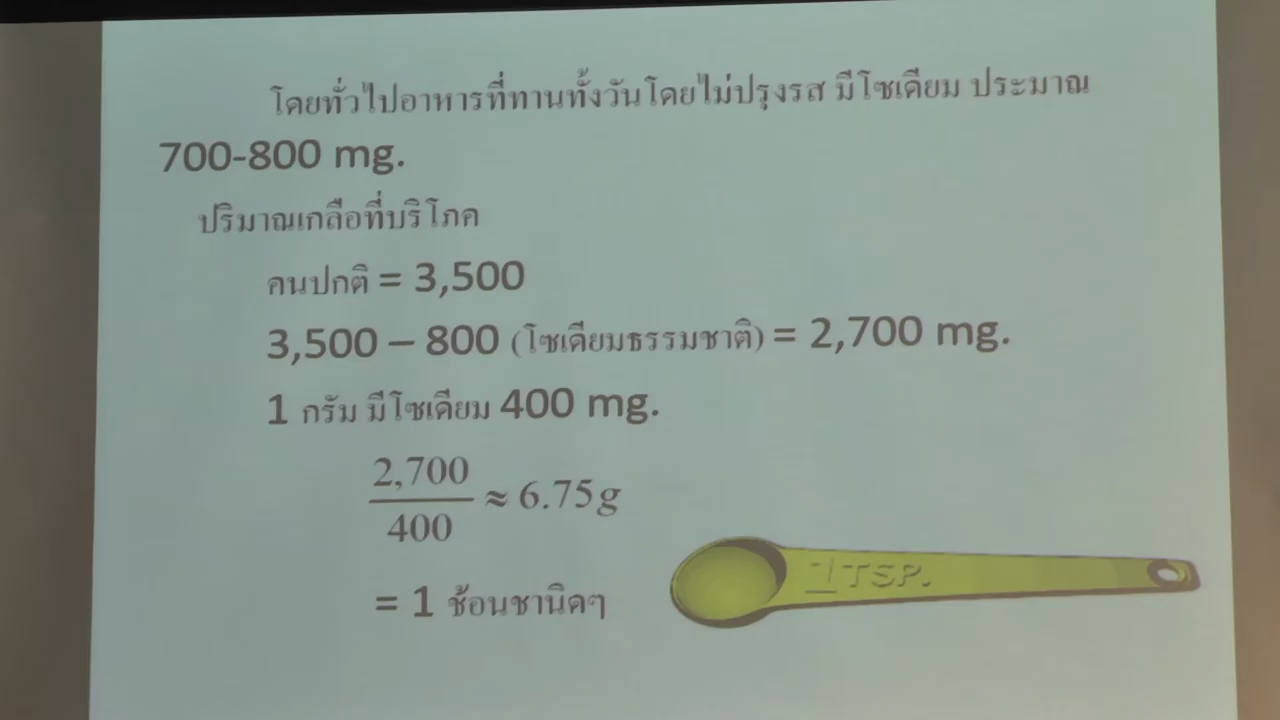 โดยทั่วไปอาหารที่ทานทั้งวันโดยไม่ปรุงรส มีโซเดียม ประมาณ
700-800 mg.
ปริมาณเกลือที่บริโภค
คนปกติ = 3,500
3,500 – 800 (โซเดียมธรรมชาติ) = 2,700 mg.
1 กรัม มีโซเดียม 400 mg.
2,700
400
≈ 6.75g
= 1 ช้อนชานิดๆ
1 TSP.